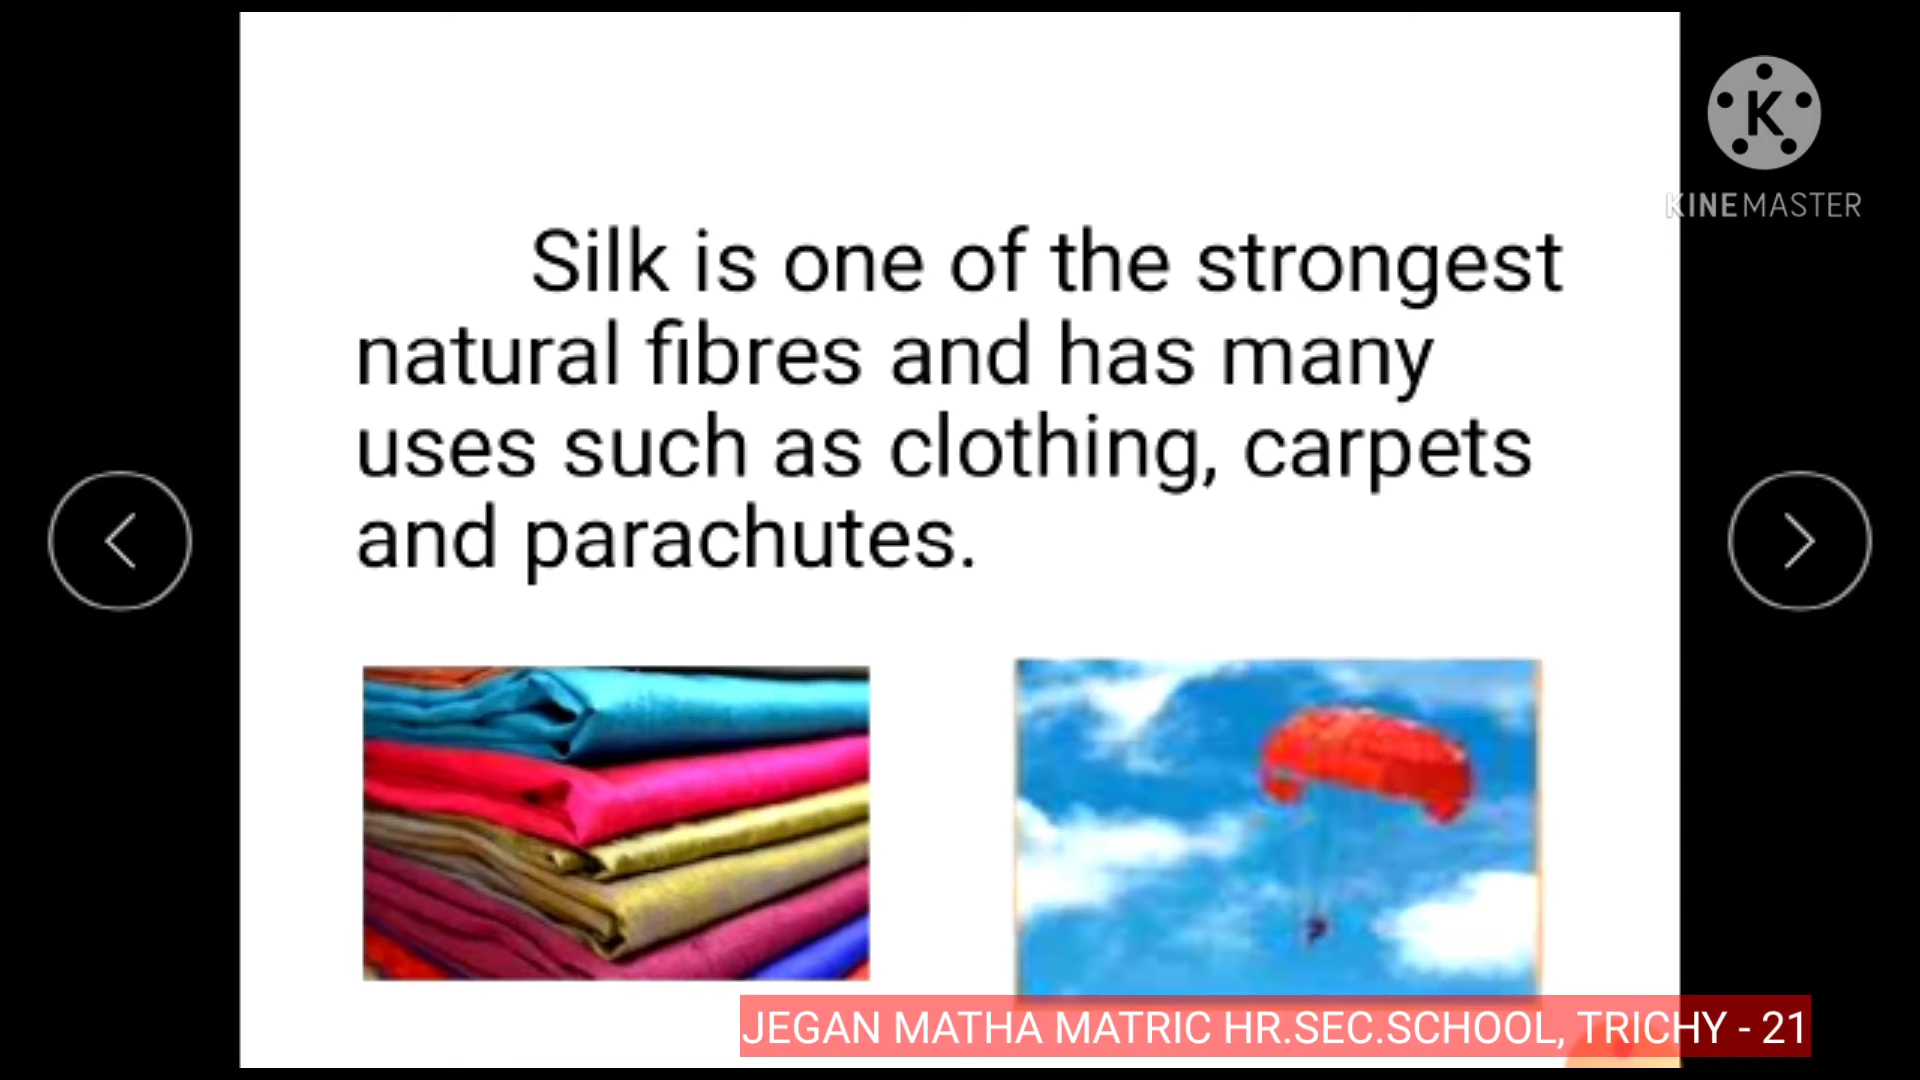 K
KINEMASTER
Silk is one of the strongest
natural fibres and has many
uses such as clothing, carpets
and parachutes.
JEGAN MATHA MATRIC HR.SEC.SCHOOL, TRICHY - 21